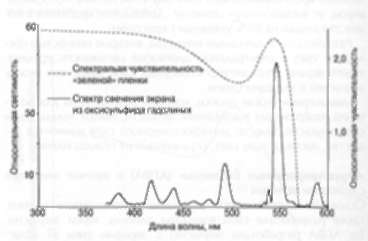 60
30
10
Относительная светимость
Спектральная чувствительность
«зеленой» пленки
Спектр свечения экрана
из оксисульфида гадолиния
2,0
1,0
Относительная чувствительность
300
350
400
450
500
550
600
Длина волны, нм